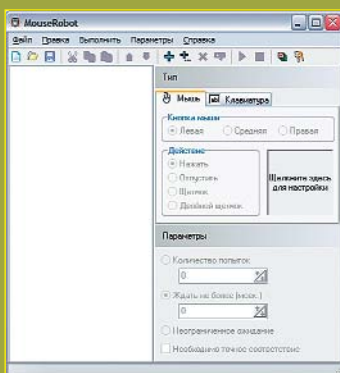 MouseRobot
Файл Правка Выполнить Параметры Справка
Тип
Мышь Клавиатура
Кнопка мыши
Левая Средняя Правая
Действие
Нажать
Отпустить
Щелчок
Двойной щелчок
Щелкните здесь
для настройки
Параметры
Количество попыток
0
Ждать не более (мсек.)
0
Неограниченное ожидание
Необходимо точное соответствие